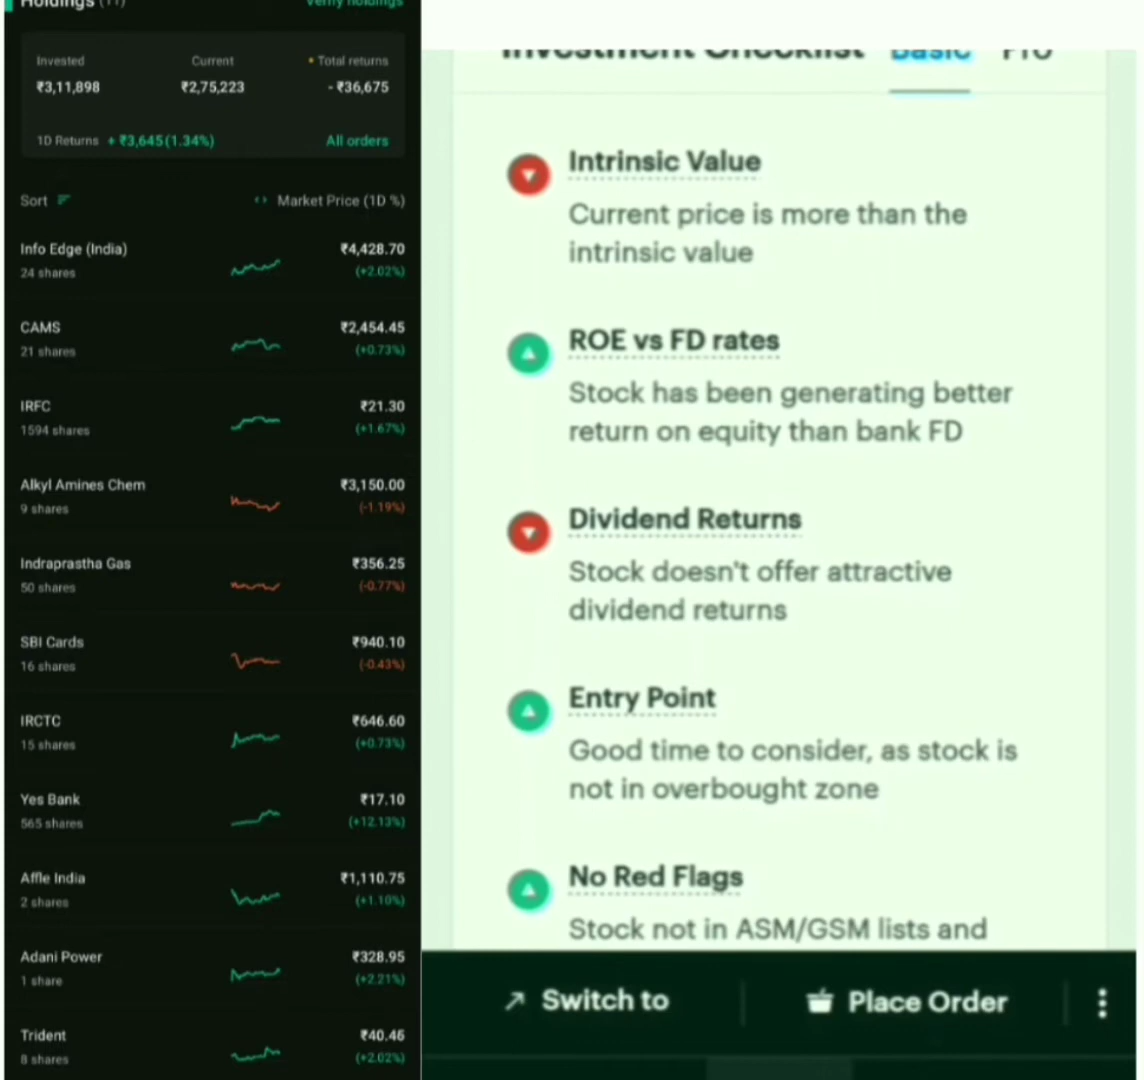 Holdings (11)
Verify holdings
Invested
Current
Total returns
₹3,11,898
₹2,75,223
- ₹36,675
1D Returns + ₹3,645(1.34%)
All orders
Sort
Market Price (1D %)
Info Edge (India)
₹4,428.70
24 shares
(+2.02%)
CAMS
₹2,454.45
21 shares
(+0.73%)
IRFC
₹21.30
1594 shares
(+1.67%)
Alkyl Amines Chem
₹3,150.00
9 shares
(-1.19%)
Indraprastha Gas
₹356.25
50 shares
(-0.77%)
SBI Cards
₹940.10
16 shares
(-0.43%)
IRCTC
₹646.60
15 shares
(+0.73%)
Yes Bank
₹17.10
565 shares
(+12.13%)
Affle India
₹1,110.75
2 shares
(+1.10%)
Adani Power
₹328.95
1 share
(+2.21%)
Trident
₹40.46
8 shares
(+2.02%)
Investment Checklist Basic Pro
Intrinsic Value
Current price is more than the
intrinsic value
ROE vs FD rates
Stock has been generating better
return on equity than bank FD
Dividend Returns
Stock doesn't offer attractive
dividend returns
Entry Point
Good time to consider, as stock is
not in overbought zone
No Red Flags
Stock not in ASM/GSM lists and
Switch to
Place Order